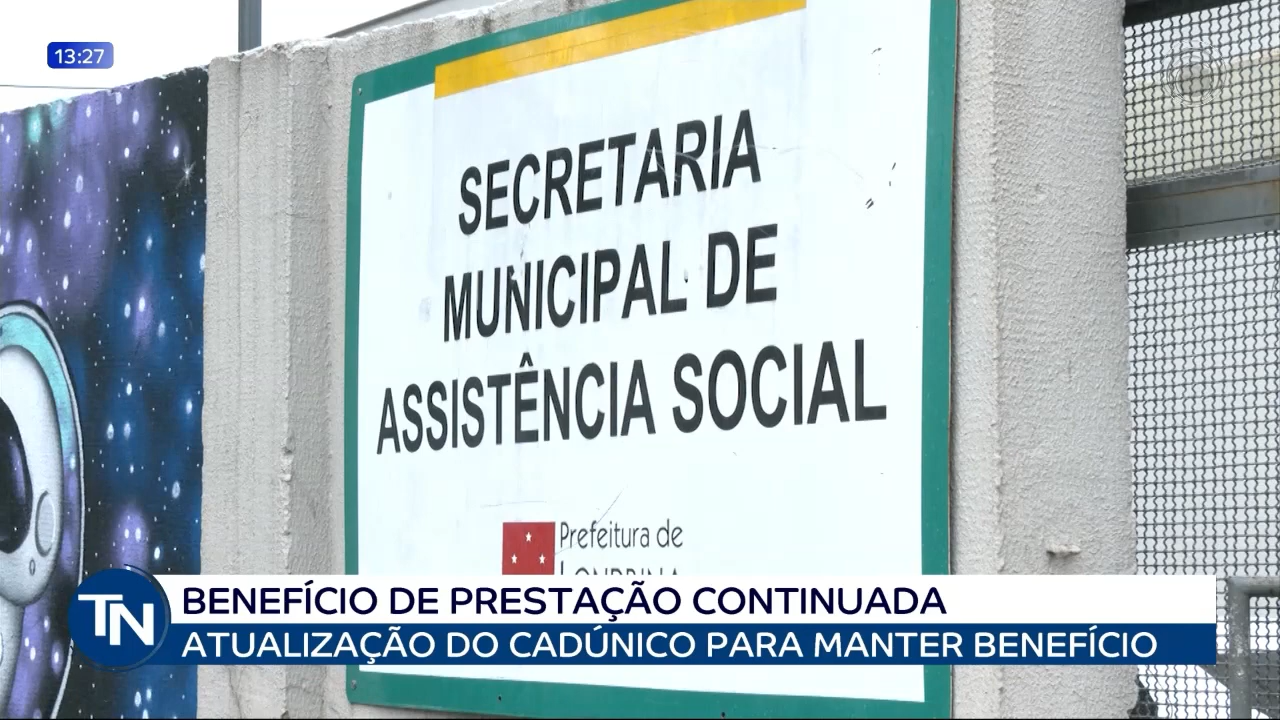 13:27
SECRETARIA
MUNICIPAL DE
ASSISTÊNCIA SOCIAL
Prefeitura de
LONDRINA
TN
BENEFÍCIO DE PRESTAÇÃO CONTINUADA
ATUALIZAÇÃO DO CADÚNICO PARA MANTER BENEFÍCIO